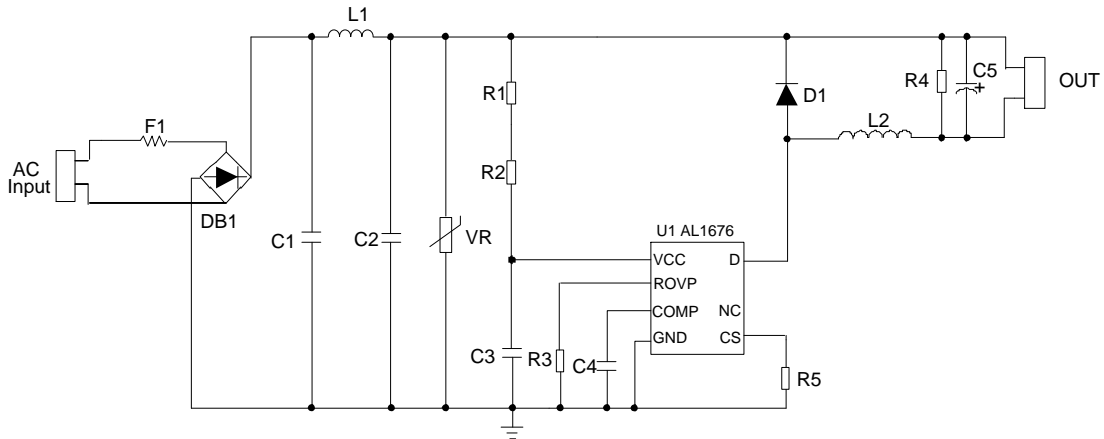 L1
C5
R4
OUT
R1
D1
F1
L2
AC
Input
R2
DB1
C1
C2
VR
U1 AL1676
VCC
D
ROVP
COMP
NC
GND
CS
C3
R3
C4
R5
+